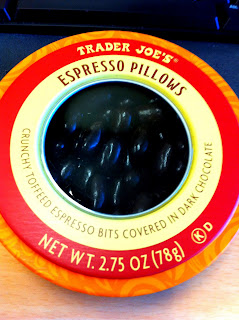 TRADER JOE'S®
ESPRESSO PILLOWS
CRUNCHY TOFFEED ESPRESSO BITS COVERED IN DARK CHOCOLATE
NET WT. 2.75 OZ (78g)
K D